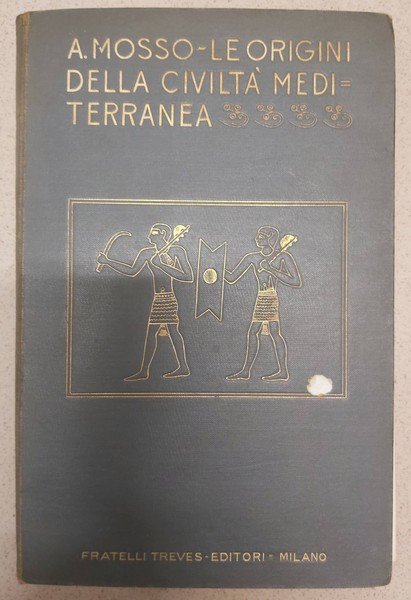 A. MOSSO-LE ORIGINI
DELLA CIVILTÀ MEDI=
TERRANEA
FRATELLI TREVES-EDITORI= MILANO